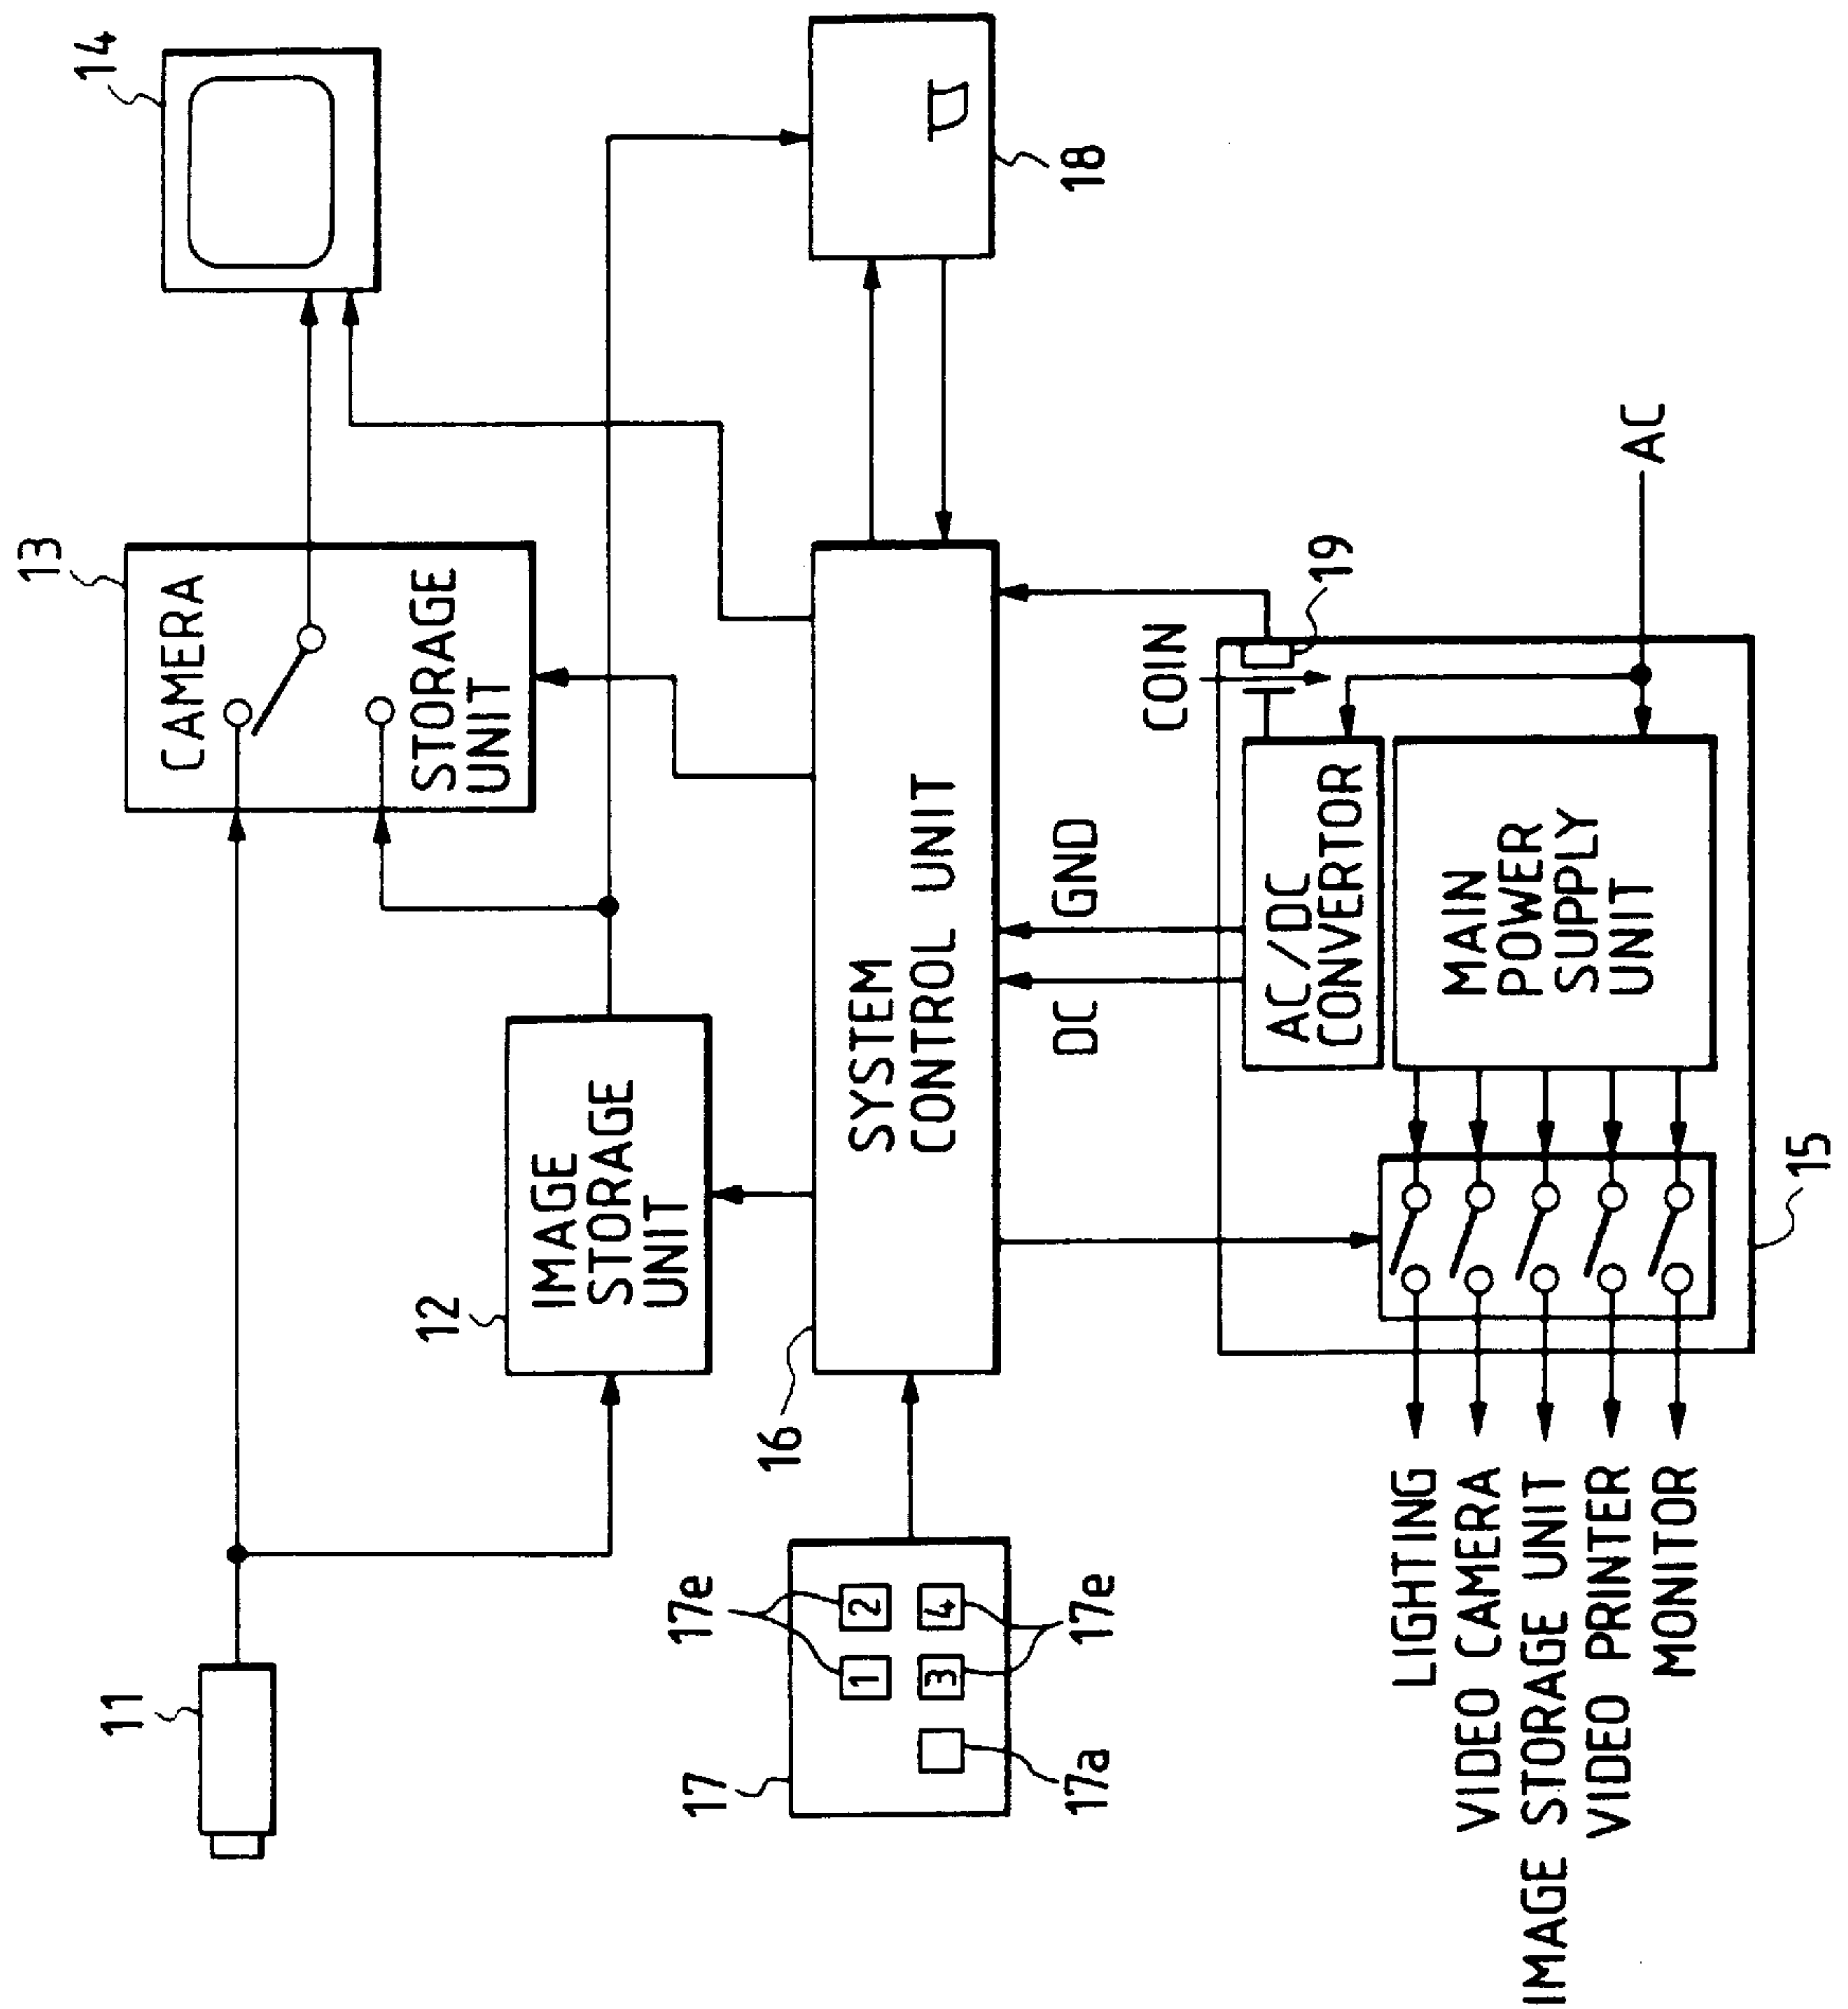 11
12
IMAGE
STORAGE
UNIT
13
CAMERA
STORAGE
UNIT
14
16
SYSTEM
CONTROL UNIT
17
17e
1
2
3
4
17e
17a
18
DC
GND
COIN
19
AC/DC
CONVERTOR
MAIN
POWER
SUPPLY
UNIT
AC
15
LIGHTING
VIDEO CAMERA
IMAGE STORAGE UNIT
VIDEO PRINTER
MONITOR